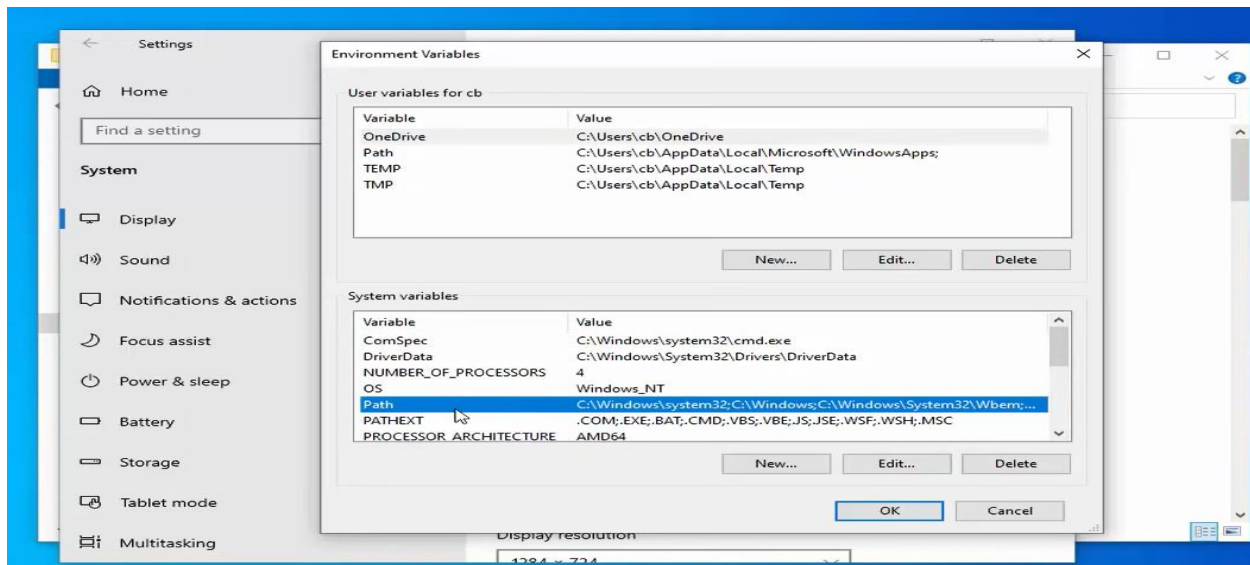 Settings
Home
Find a setting
System
Display
Sound
Notifications & actions
Focus assist
Power & sleep
Battery
Storage
Tablet mode
Multitasking
Environment Variables
User variables for cb
Variable Value
OneDrive C:\Users\cb\OneDrive
Path C:\Users\cb\AppData\Local\Microsoft\WindowsApps;
TEMP C:\Users\cb\AppData\Local\Temp
TMP C:\Users\cb\AppData\Local\Temp
New... Edit... Delete
System variables
Variable Value
ComSpec C:\Windows\system32\cmd.exe
DriverData C:\Windows\System32\Drivers\DriverData
NUMBER_OF_PROCESSORS 4
OS Windows_NT
Path C:\Windows\system32;C:\Windows;C:\Windows\System32\Wbem;...
PATHEXT .COM;.EXE;.BAT;.CMD;.VBS;.VBE;.JS;.JSE;.WSF;.WSH;.MSC
PROCESSOR_ARCHITECTURE AMD64
New... Edit... Delete
OK Cancel
Display resolution
1284 × 724